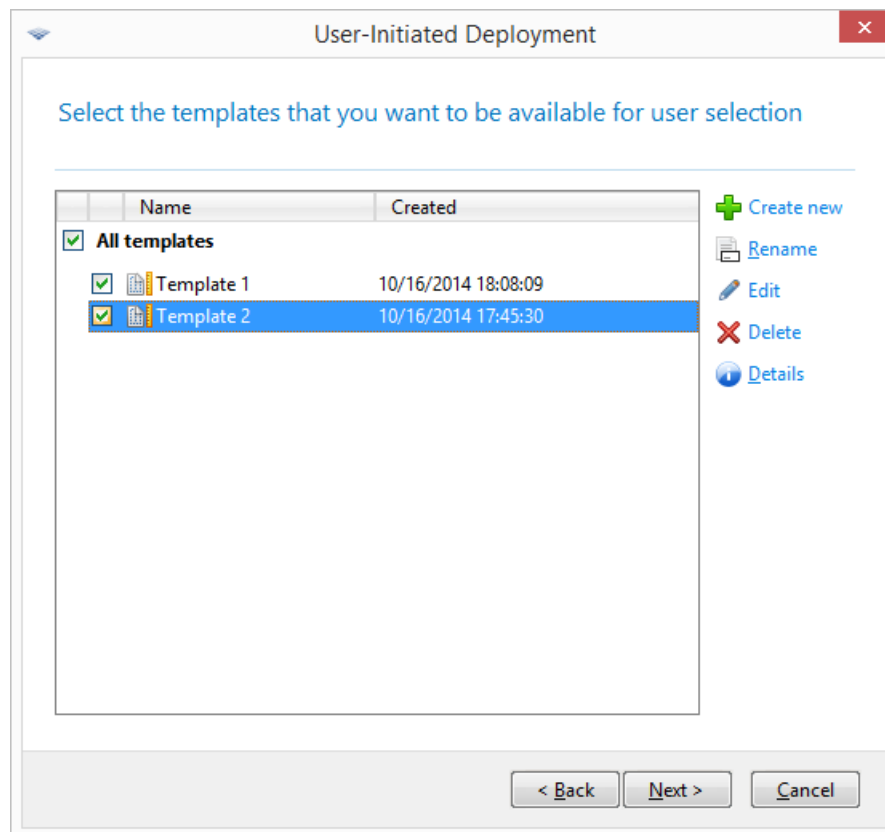 User-Initiated Deployment
Select the templates that you want to be available for user selection
Name Created
All templates
Template 1 10/16/2014 18:08:09
Template 2 10/16/2014 17:45:30
Create new
Rename
Edit
Delete
Details
< Back Next > Cancel